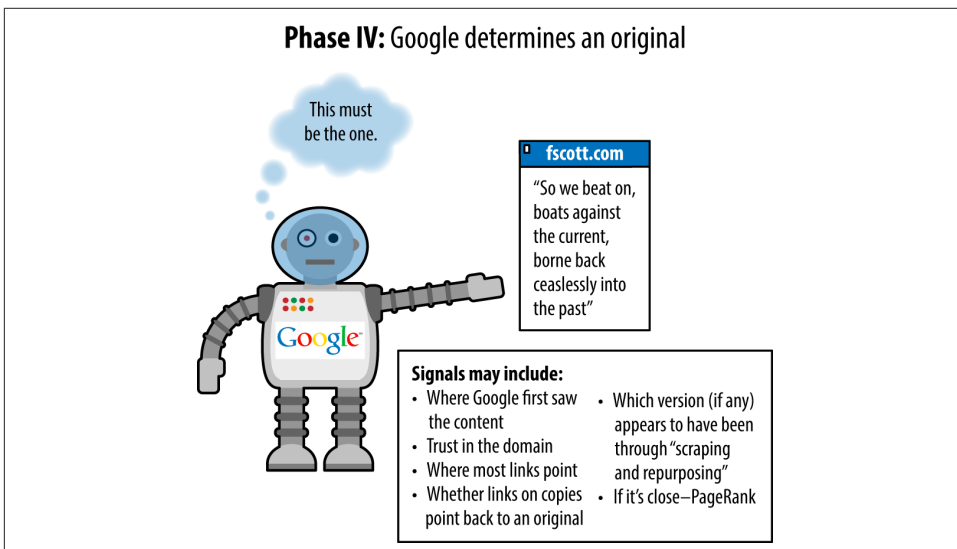 Phase IV: Google determines an original
This must
be the one.
fscott.com
“So we beat on,
boats against
the current,
borne back
ceaslessly into
the past”
Google™
Signals may include:
• Where Google first saw
the content
• Trust in the domain
• Where most links point
• Whether links on copies
point back to an original
• Which version (if any)
appears to have been
through “scraping
and repurposing”
• If it’s close–PageRank